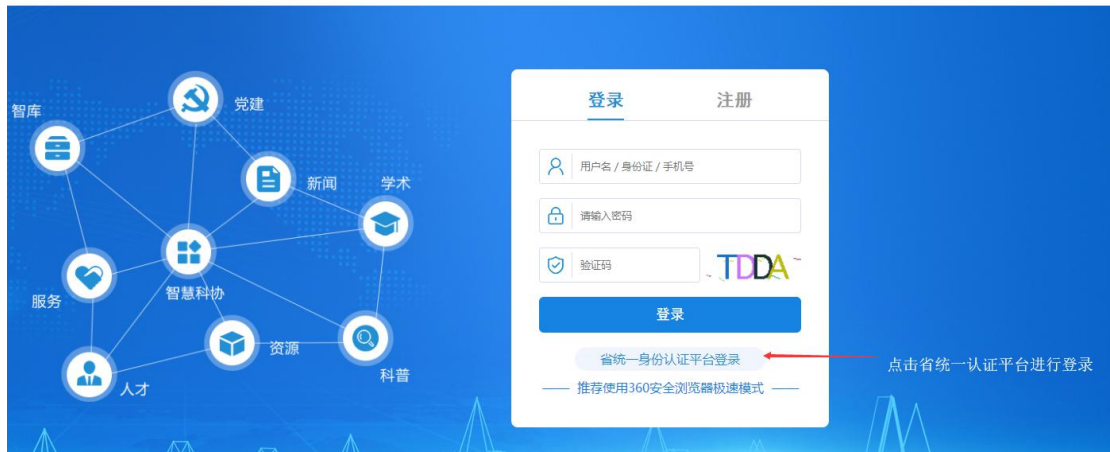 智库
党建
新闻
学术
智慧科协
服务
资源
科普
人才
登录 注册
用户名 / 身份证 / 手机号
请输入密码
验证码 TDDA
登录
省统一身份认证平台登录
推荐使用360安全浏览器极速模式
点击省统一认证平台进行登录